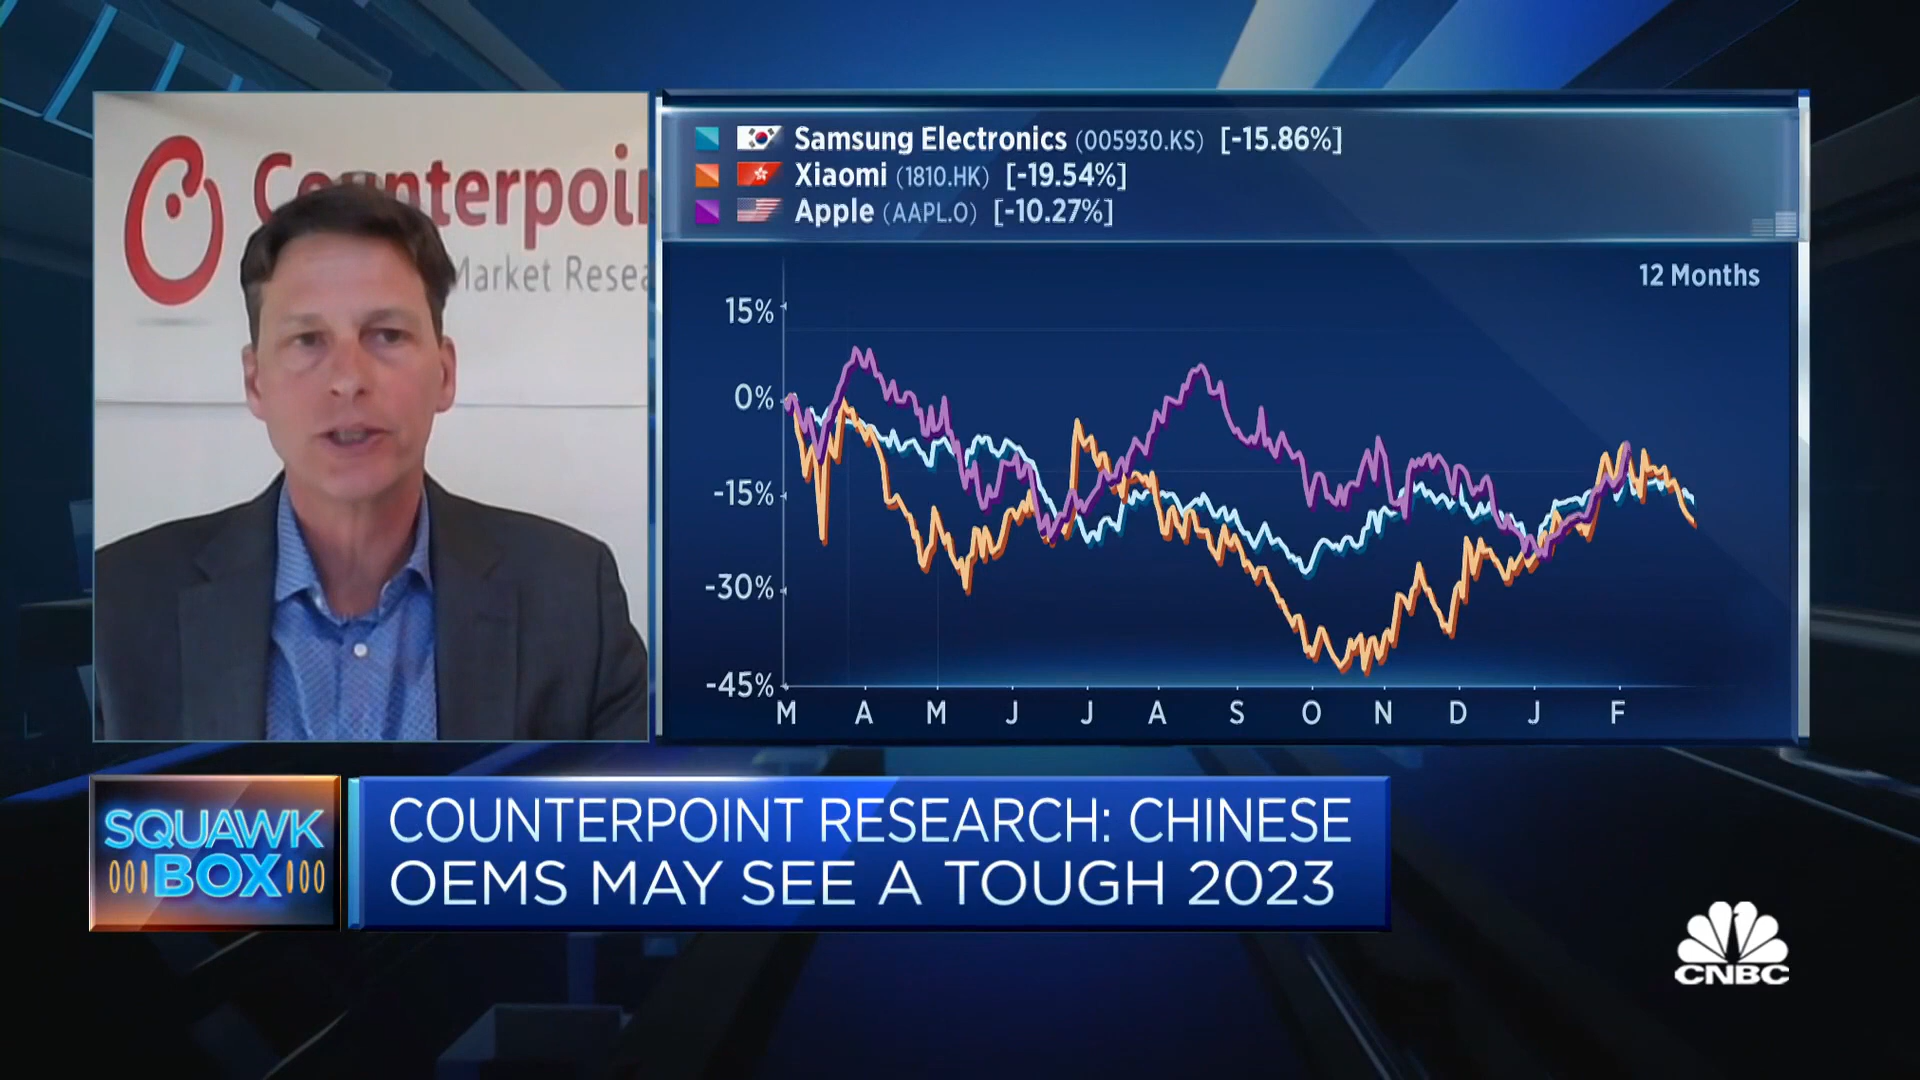 Counterpoi
Market Resea
Samsung Electronics (005930.KS) [-15.86%]
Xiaomi (1810.HK) [-19.54%]
Apple (AAPL.O) [-10.27%]
12 Months
15%
0%
-15%
-30%
-45%
M A M J J A S O N D J F
SQUAWK
BOX
COUNTERPOINT RESEARCH: CHINESE
OEMS MAY SEE A TOUGH 2023
CNBC